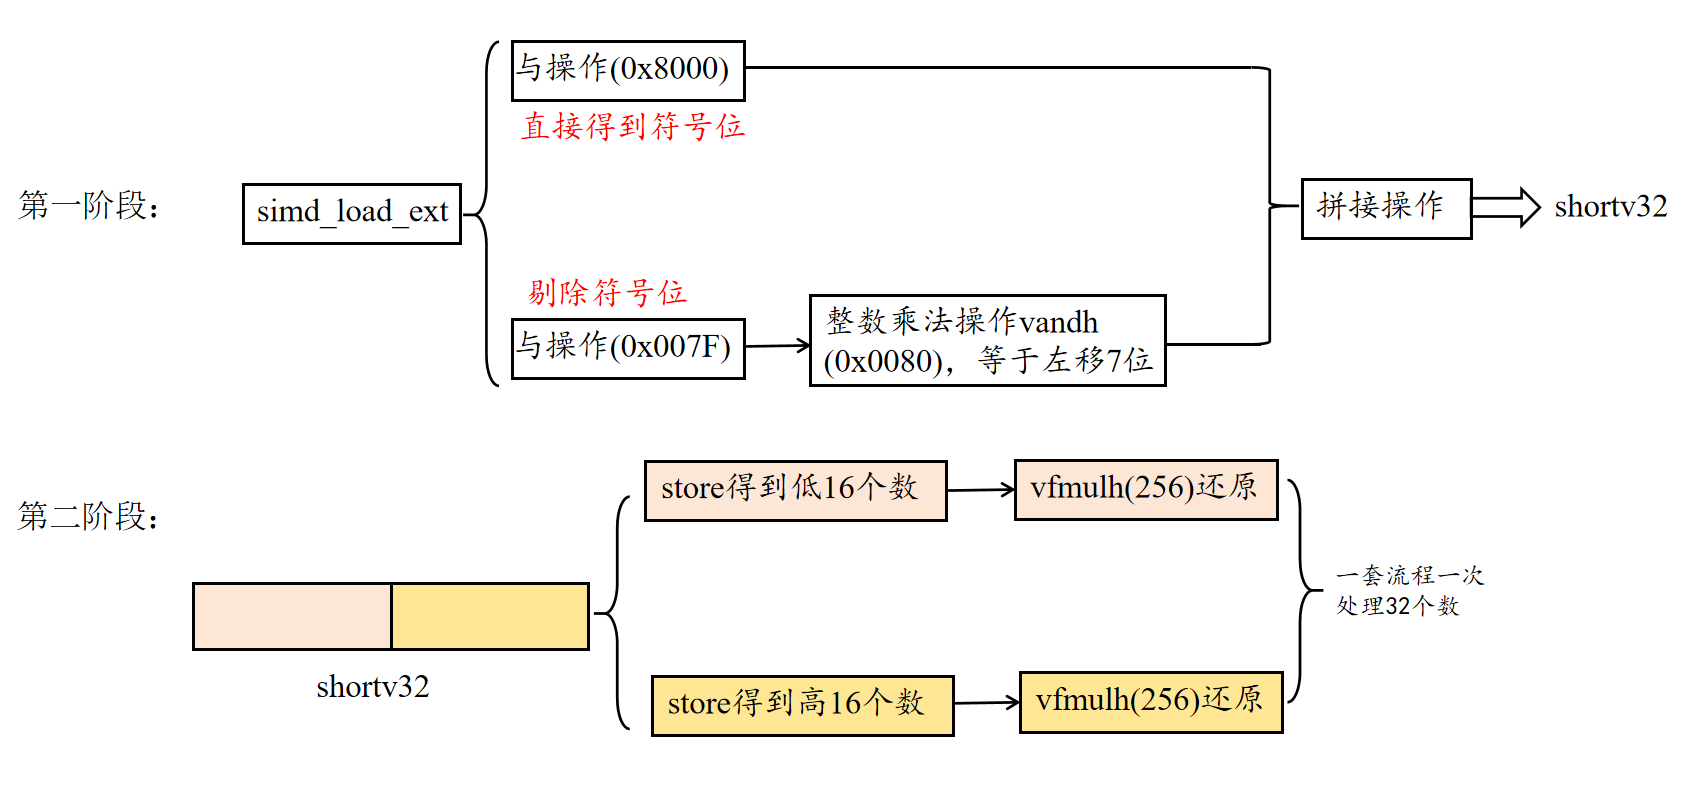 第一阶段：
simd_load_ext
与操作(0x8000)
直接得到符号位
剔除符号位
与操作(0x007F)
整数乘法操作vandh
(0x0080)，等于左移7位
拼接操作
shortv32
第二阶段：
shortv32
store得到低16个数
vfmulh(256)还原
store得到高16个数
vfmulh(256)还原
一套流程一次
处理32个数